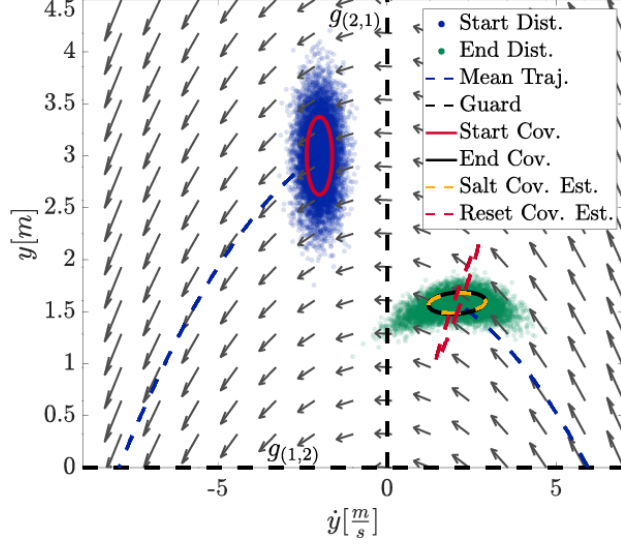 4.5
4
3.5
3
2.5
2
1.5
1
0.5
0
y[m]
g(2,1)
Start Dist.
End Dist.
Mean Traj.
Guard
Start Cov.
End Cov.
Salt Cov. Est.
Reset Cov. Est.
g(1,2)
-5 0 5
ẏ[m/s]